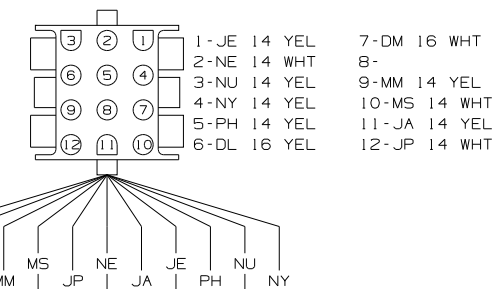 3 2 1
6 5 4
9 8 7
12 11 10
1-JE 14 YEL
2-NE 14 WHT
3-NU 14 YEL
4-NY 14 YEL
5-PH 14 YEL
6-DL 16 YEL
7-DM 16 WHT
8-
9-MM 14 YEL
10-MS 14 WHT
11-JA 14 YEL
12-JP 14 WHT
MS NE JE NU
MM JP JA PH NY